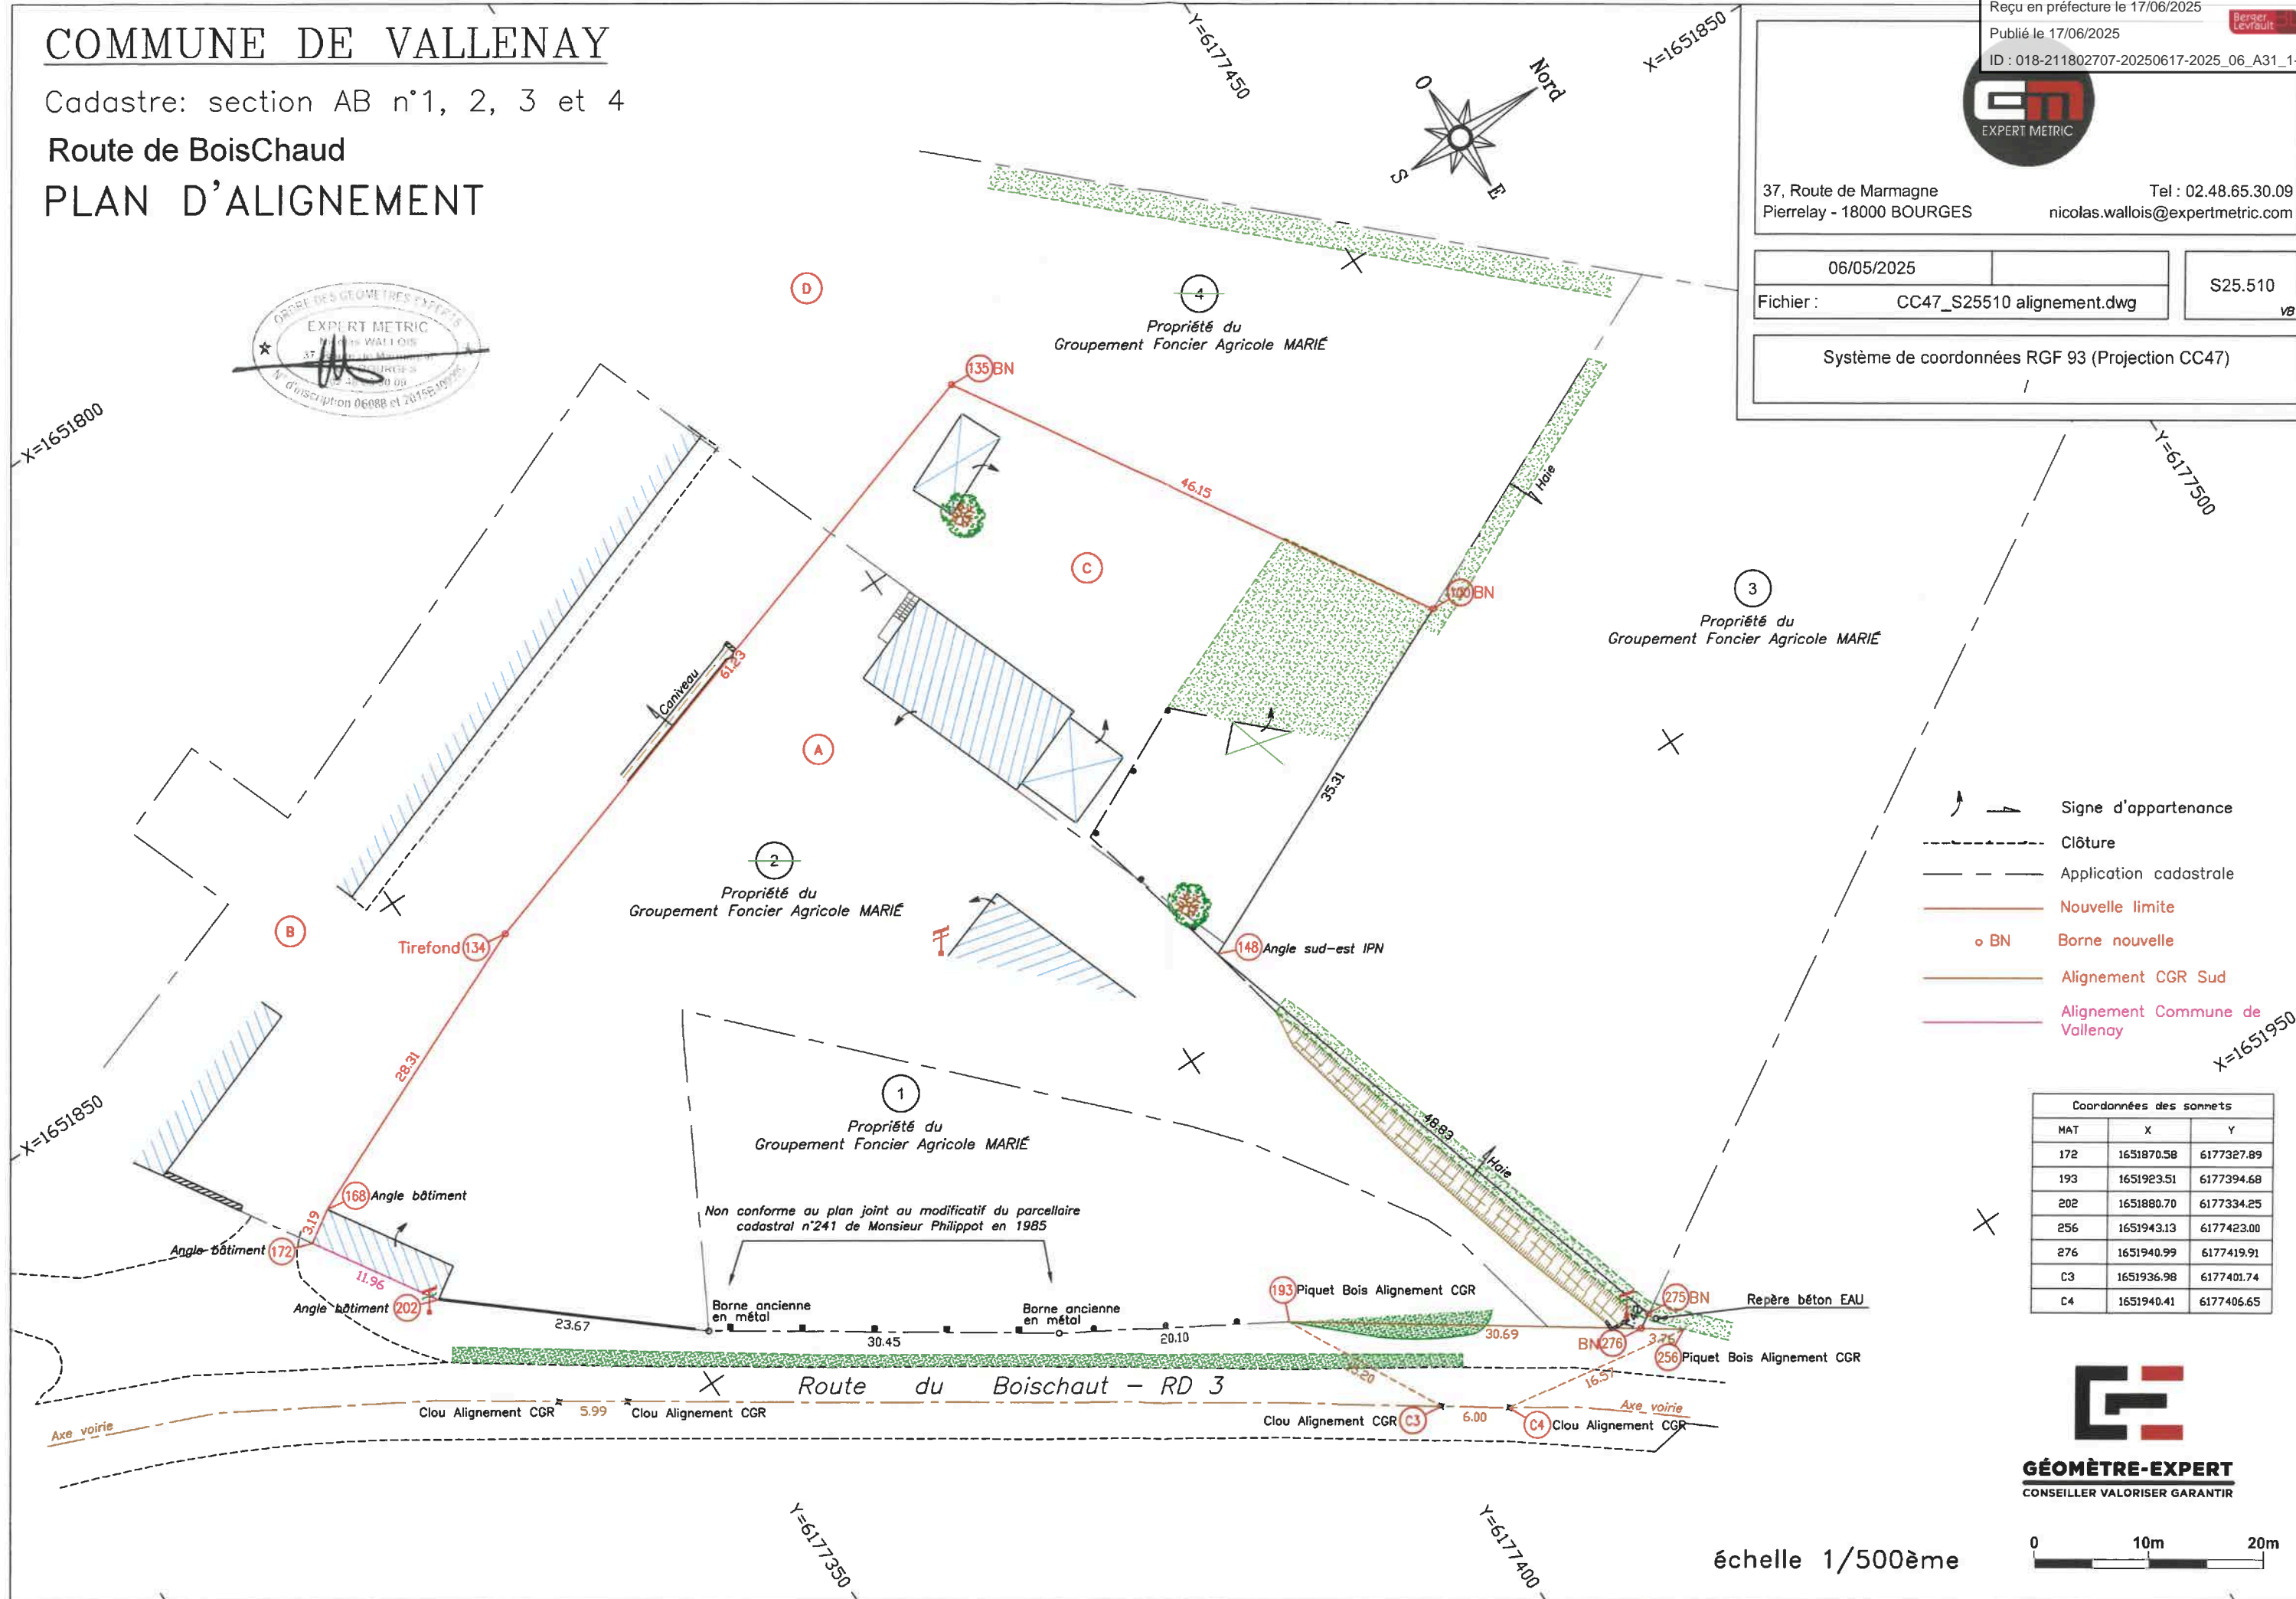 COMMUNE DE VALLENAY
Cadastre: section AB n°1, 2, 3 et 4
Route de BoisChaud
PLAN D'ALIGNEMENT
Reçu en préfecture le 17/06/2025
Publié le 17/06/2025
ID : 018-211802707-20250617-2025_06_A31_1-
Berger
Levrault
EXPERT METRIC
37, Route de Marmagne
Pierrelay - 18000 BOURGES
Tel : 02.48.65.30.09
nicolas.wallois@expertmetric.com
06/05/2025
Fichier : CC47_S25510 alignement.dwg
S25.510
VB
Système de coordonnées RGF 93 (Projection CC47)
/
ORDRE DES GEOMETRES EXPERTS
EXPERT METRIC
WALLOIS
N° d'inscription
Y=6177450
X=1651850
Nord
O
S
E
X=1651800
Y=6177500
D
4
Propriété du
Groupement Foncier Agricole MARIÉ
135 BN
46.15
Haie
C
100 BN
3
Propriété du
Groupement Foncier Agricole MARIÉ
61.23
Caniveau
A
35.31
2
Propriété du
Groupement Foncier Agricole MARIÉ
B
Tirefond 134
148 Angle sud-est IPN
28.31
X=1651850
1
Propriété du
Groupement Foncier Agricole MARIÉ
48.83
Haie
168 Angle bâtiment
3.19
Angle bâtiment 172
11.96
Angle bâtiment 202
Non conforme au plan joint au modificatif du parcellaire
cadastral n°241 de Monsieur Philippot en 1985
23.67
Borne ancienne
en métal
30.45
Borne ancienne
en métal
20.10
193 Piquet Bois Alignement CGR
30.69
275 BN
Repère béton EAU
BN 276
3.76
256 Piquet Bois Alignement CGR
16.57
Route du Boischaut – RD 3
Axe voirie
Clou Alignement CGR
5.99
Clou Alignement CGR
Clou Alignement CGR C3
6.00
C4 Clou Alignement CGR
Axe voirie
Signe d'appartenance
Clôture
Application cadastrale
Nouvelle limite
BN Borne nouvelle
Alignement CGR Sud
Alignement Commune de
Vallenay
X=1651950
Coordonnées des sommets
MAT X Y
172 1651870.58 6177327.89
193 1651923.51 6177394.68
202 1651880.70 6177334.25
256 1651943.13 6177423.00
276 1651940.99 6177419.91
C3 1651936.98 6177401.74
C4 1651940.41 6177406.65
GÉOMÈTRE-EXPERT
CONSEILLER VALORISER GARANTIR
Y=6177350
Y=6177400
échelle 1/500ème
0 10m 20m